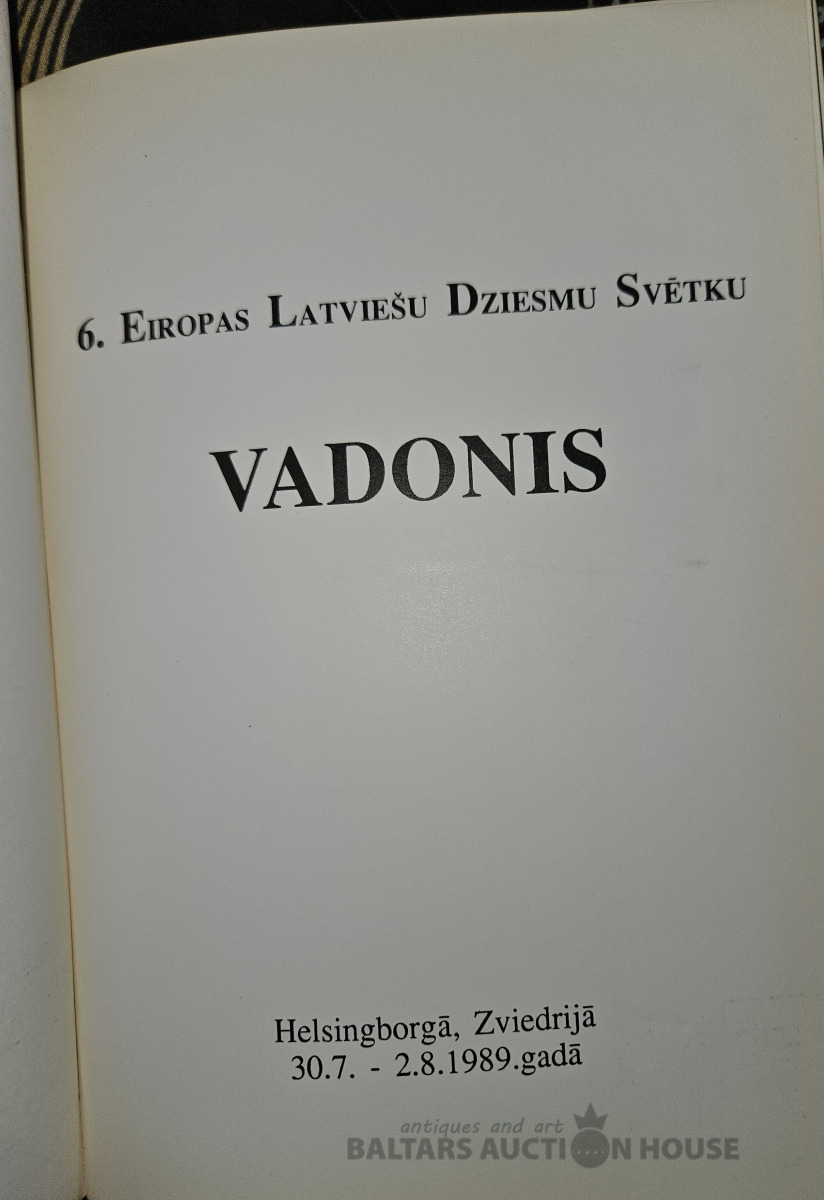 6. EIROPAS LATVIEŠU DZIESMU SVĒTKU
VADONIS
Helsingborgā, Zviedrijā
30.7. - 2.8.1989.gadā
antiques and art
BALTARS AUCTION HOUSE